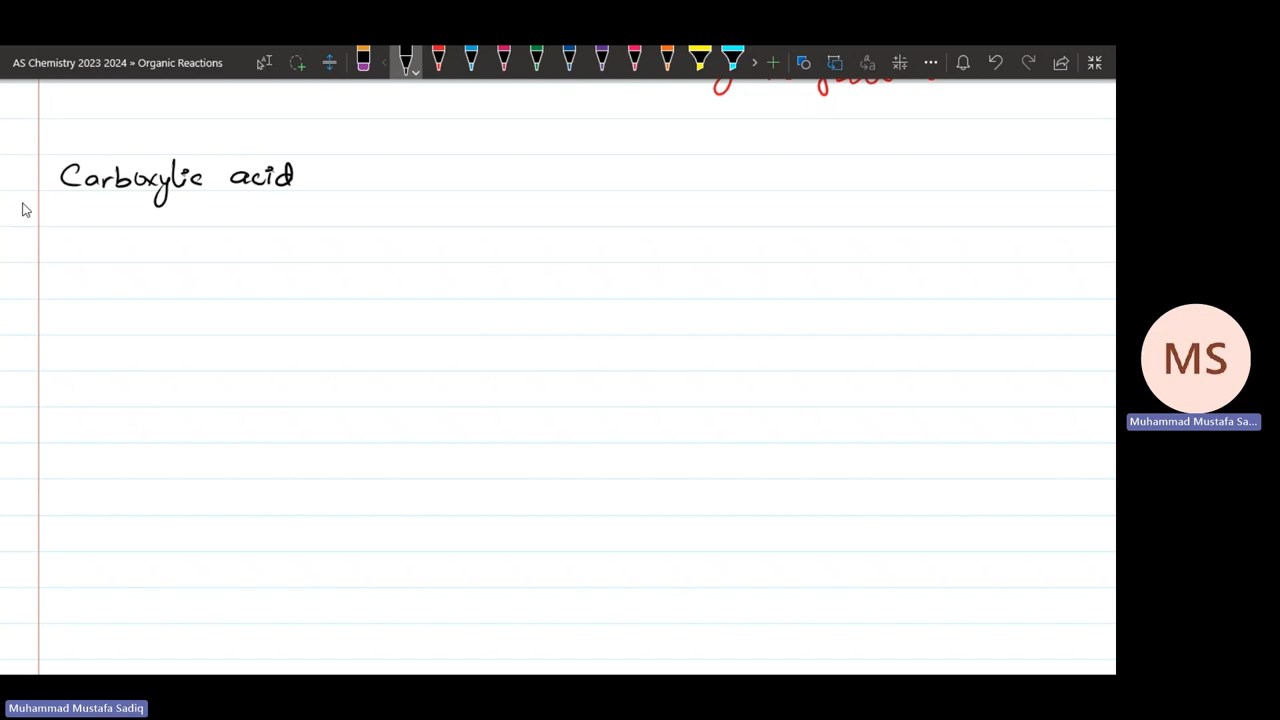 AS Chemistry 2023 2024 » Organic Reactions
Carboxylic acid
MS
Muhammad Mustafa Sa...
Muhammad Mustafa Sadiq